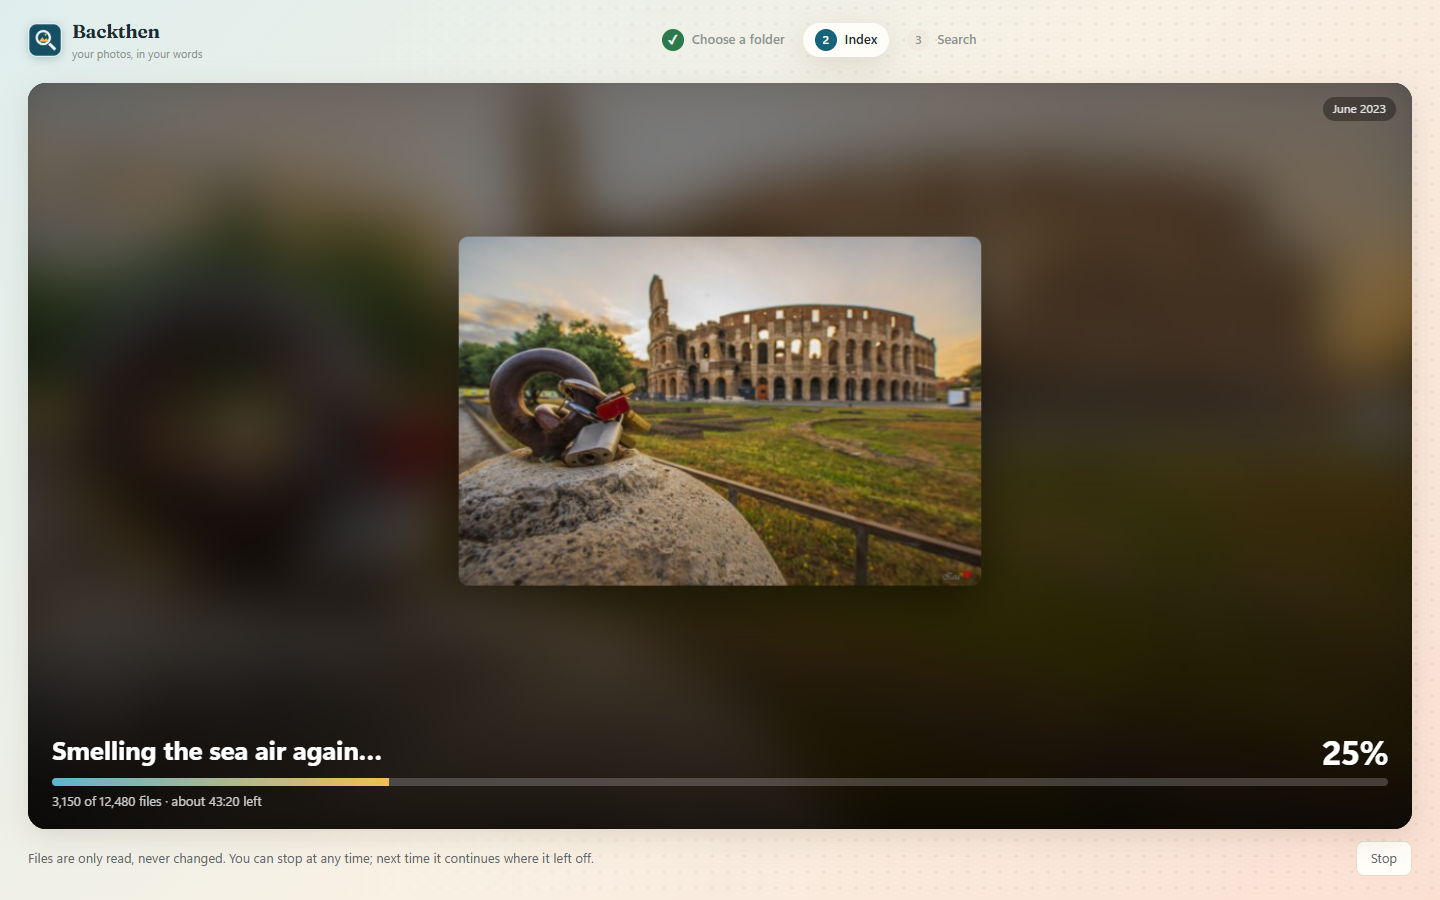 Backthen
your photos, in your words
✓ Choose a folder
2 Index
3 Search
June 2023
Smelling the sea air again...
25%
3,150 of 12,480 files · about 43:20 left
Files are only read, never changed. You can stop at any time; next time it continues where it left off.
Stop